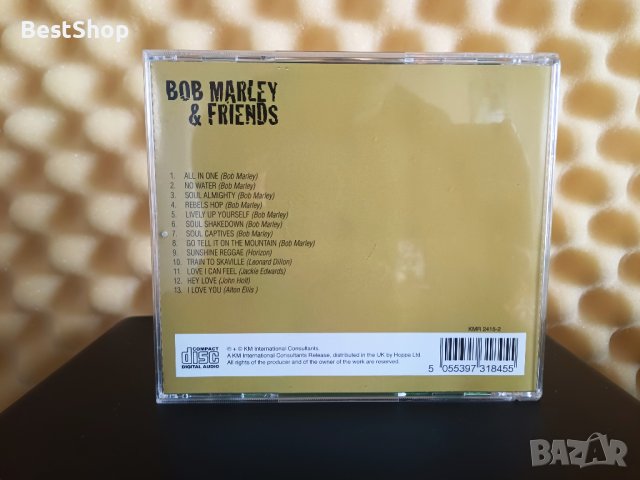 BestShop
BOB MARLEY
& FRIENDS
1. ALL IN ONE (Bob Marley)
2. NO WATER (Bob Marley)
3. SOUL ALMIGHTY (Bob Marley)
4. REBELS HOP (Bob Marley)
5. LIVELY UP YOURSELF (Bob Marley)
6. SOUL SHAKEDOWN (Bob Marley)
7. SOUL CAPTIVES (Bob Marley)
8. GO TELL IT ON THE MOUNTAIN (Bob Marley)
9. SUNSHINE REGGAE (Horizon)
10. TRAIN TO SKAVILLE (Leonard Dillon)
11. LOVE I CAN FEEL (Jackie Edwards)
12. HEY LOVE (John Holt)
13. I LOVE YOU (Alton Ellis )
KMR 2415-2
COMPACT
disc
DIGITAL AUDIO
℗ + © KM International Consultants.
A KM International Consultants Release, distributed in the UK by Hoppa Ltd.
All rights of the producer and of the owner of the work are reserved.
5 055397 318455
BAZAR